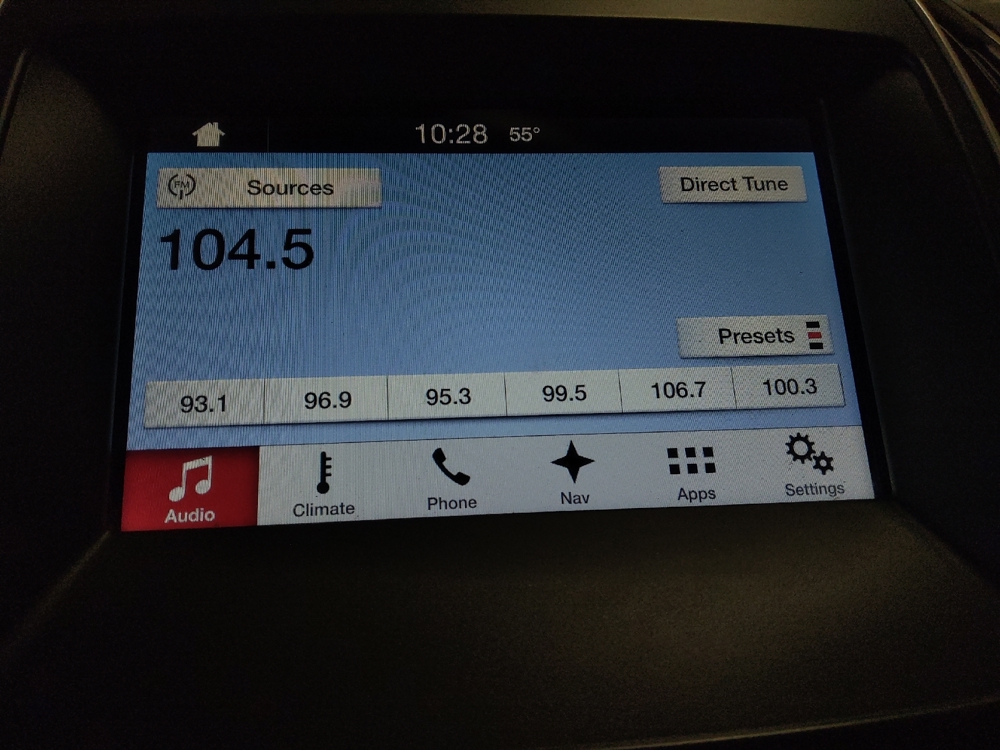 10:28 55°
FM Sources
Direct Tune
104.5
Presets
93.1 96.9 95.3 99.5 106.7 100.3
Audio Climate Phone Nav Apps Settings